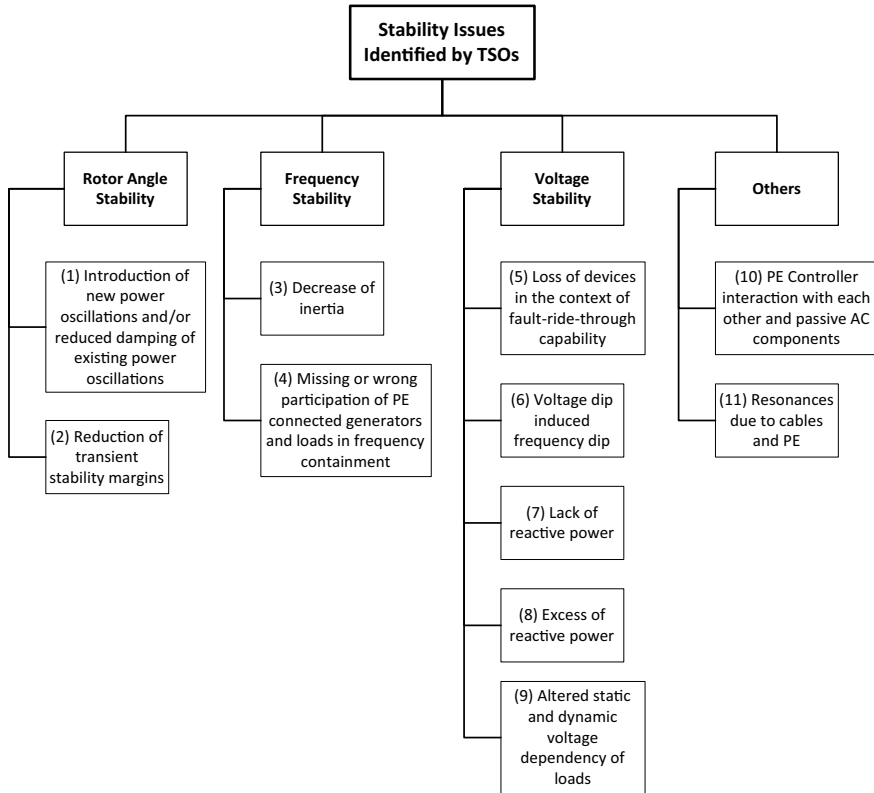 Stability Issues
Identified by TSOs
Rotor Angle
Stability
(1) Introduction of
new power
oscillations and/or
reduced damping of
existing power
oscillations
(2) Reduction of
transient
stability margins
Frequency
Stability
(3) Decrease of
inertia
(4) Missing or wrong
participation of PE
connected generators
and loads in frequency
containment
Voltage
Stability
(5) Loss of devices
in the context of
fault-ride-through
capability
(6) Voltage dip
induced
frequency dip
(7) Lack of
reactive power
(8) Excess of
reactive power
(9) Altered static
and dynamic
voltage
dependency of
loads
Others
(10) PE Controller
interaction with each
other and passive AC
components
(11) Resonances
due to cables
and PE